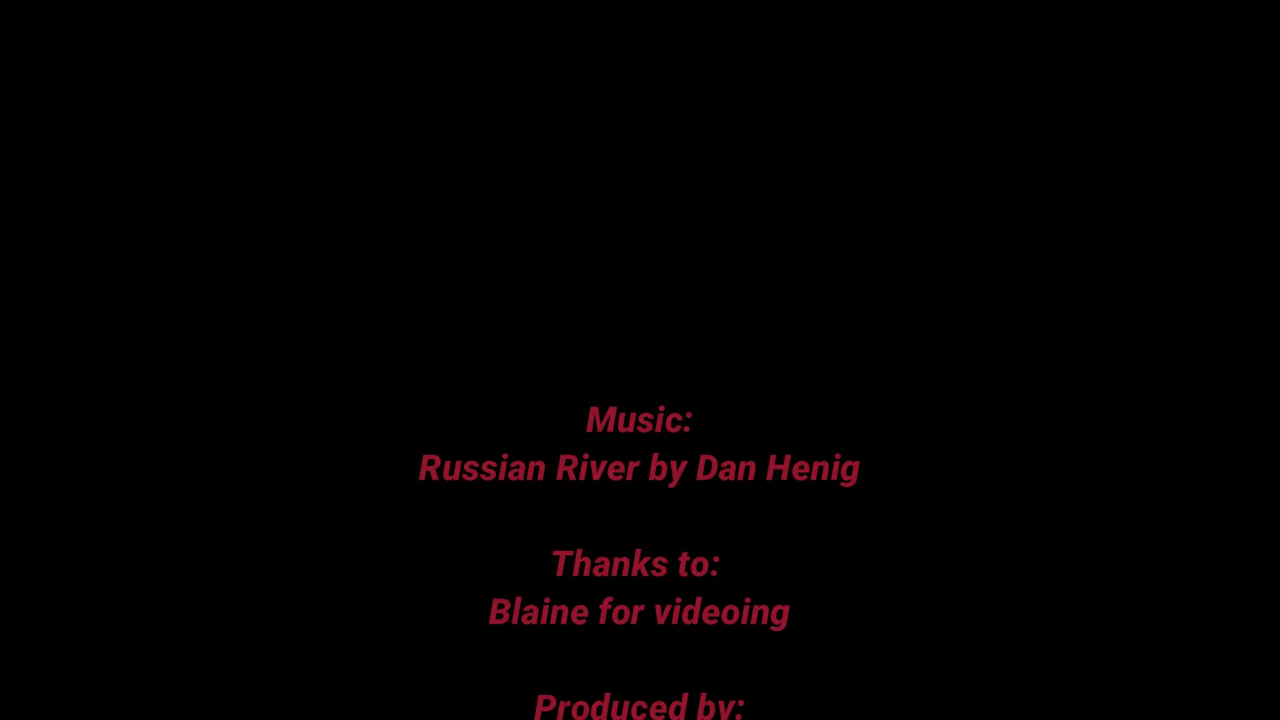 Music:
Russian River by Dan Henig
Thanks to:
Blaine for videoing
Produced by: